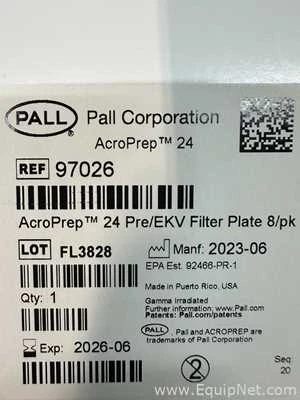 PALL ® Pall Corporation
AcroPrep™ 24
REF 97026
AcroPrep™ 24 Pre/EKV Filter Plate 8/pk
LOT FL3828
Manf: 2023-06
EPA Est. 92466-PR-1
Qty: 1
Made in Puerto Rico, USA
Gamma Irradiated
Further Information: www.Pall.com
Patents: Pall.com/patents
PALL, Pall and ACROPREP are
trademarks of Pall Corporation
Exp: 2026-06
2
Seq:
20
www.EquipNet.com